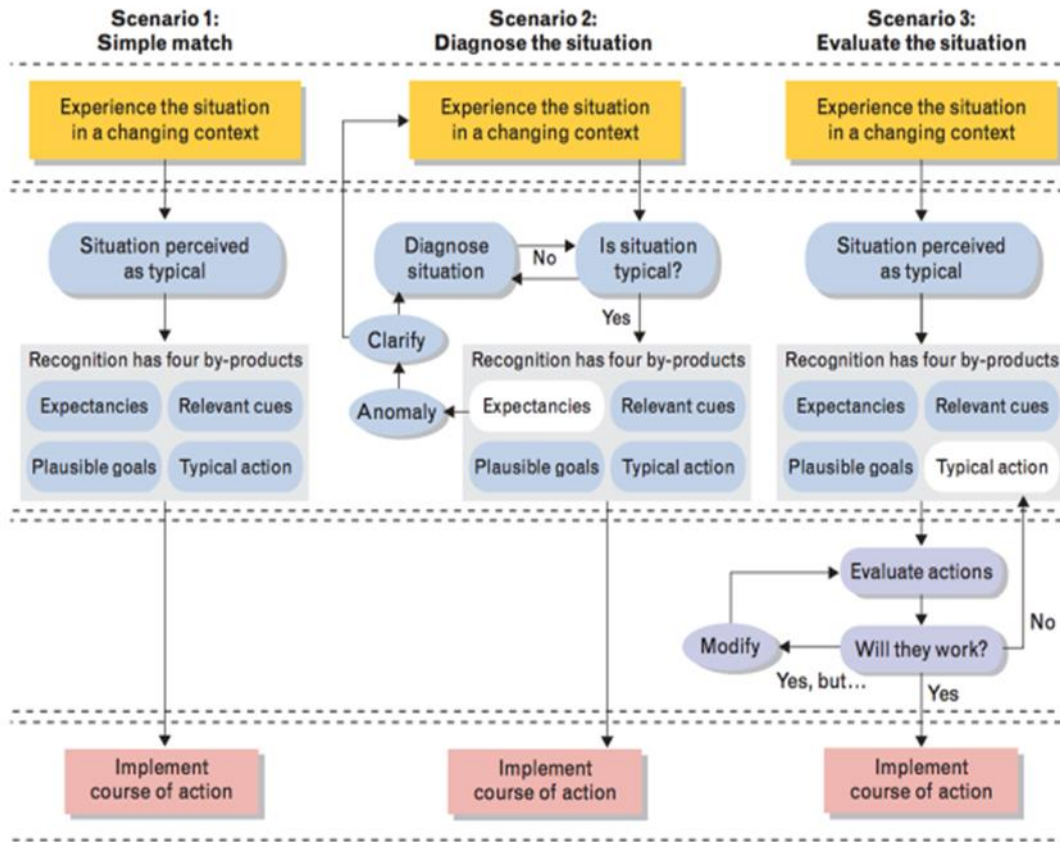 Scenario 1:
Simple match
Scenario 2:
Diagnose the situation
Scenario 3:
Evaluate the situation
Experience the situation
in a changing context
Experience the situation
in a changing context
Experience the situation
in a changing context
Situation perceived
as typical
Diagnose
situation
No
Is situation
typical?
Situation perceived
as typical
Yes
Clarify
Anomaly
Recognition has four by-products
Expectancies
Relevant cues
Plausible goals
Typical action
Recognition has four by-products
Expectancies
Relevant cues
Plausible goals
Typical action
Recognition has four by-products
Expectancies
Relevant cues
Plausible goals
Typical action
Evaluate actions
Modify
Will they work?
No
Yes, but...
Yes
Implement
course of action
Implement
course of action
Implement
course of action